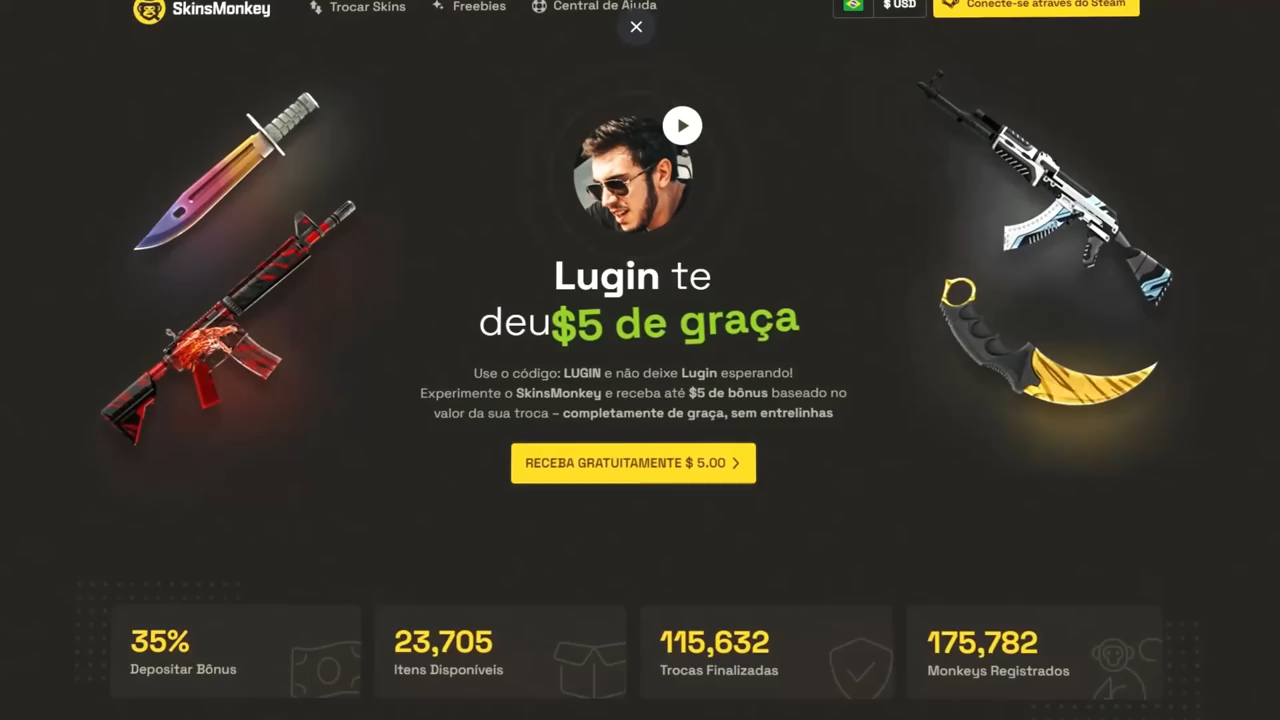 SkinsMonkey
Trocar Skins
Freebies
Central de Ajuda
$ USD
Conecte-se através do Steam
Lugin te
deu$5 de graça
Use o código: LUGIN e não deixe Lugin esperando!
Experimente o SkinsMonkey e receba até $5 de bônus baseado no
valor da sua troca – completamente de graça, sem entrelinhas
RECEBA GRATUITAMENTE $ 5.00
35%
Depositar Bônus
23,705
Itens Disponíveis
115,632
Trocas Finalizadas
175,782
Monkeys Registrados